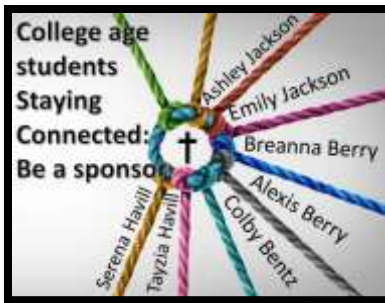 College age
students
Staying
Connected:
Be a sponsor
Ashley Jackson
Emily Jackson
Breanna Berry
Alexis Berry
Colby Bentz
Tayzia Havill
Serena Havill